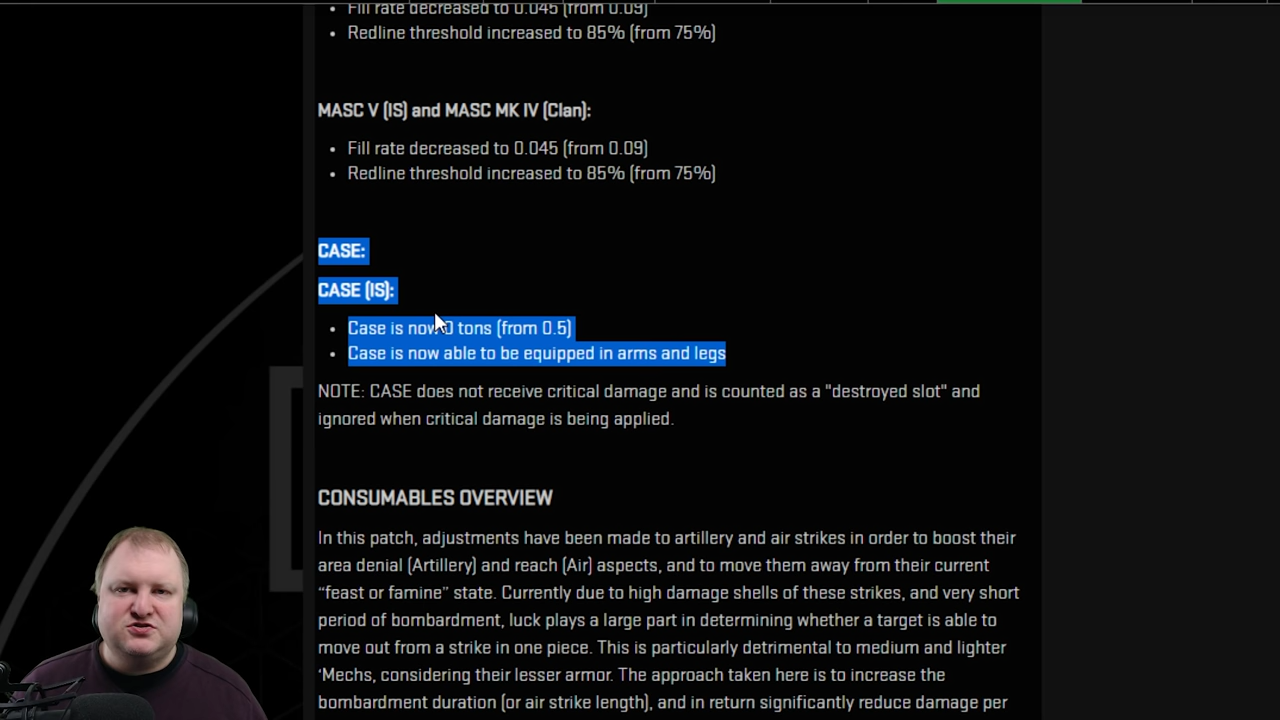 Fill rate decreased to 0.045 (from 0.09)
Redline threshold increased to 85% (from 75%)
MASC V (IS) and MASC MK IV (Clan):
Fill rate decreased to 0.045 (from 0.09)
Redline threshold increased to 85% (from 75%)
CASE:
CASE (IS):
Case is now 0 tons (from 0.5)
Case is now able to be equipped in arms and legs
NOTE: CASE does not receive critical damage and is counted as a "destroyed slot" and
ignored when critical damage is being applied.
CONSUMABLES OVERVIEW
In this patch, adjustments have been made to artillery and air strikes in order to boost their
area denial (Artillery) and reach (Air) aspects, and to move them away from their current
“feast or famine” state. Currently due to high damage shells of these strikes, and very short
period of bombardment, luck plays a large part in determining whether a target is able to
move out from a strike in one piece. This is particularly detrimental to medium and lighter
‘Mechs, considering their lesser armor. The approach taken here is to increase the
bombardment duration (or air strike length), and in return significantly reduce damage per